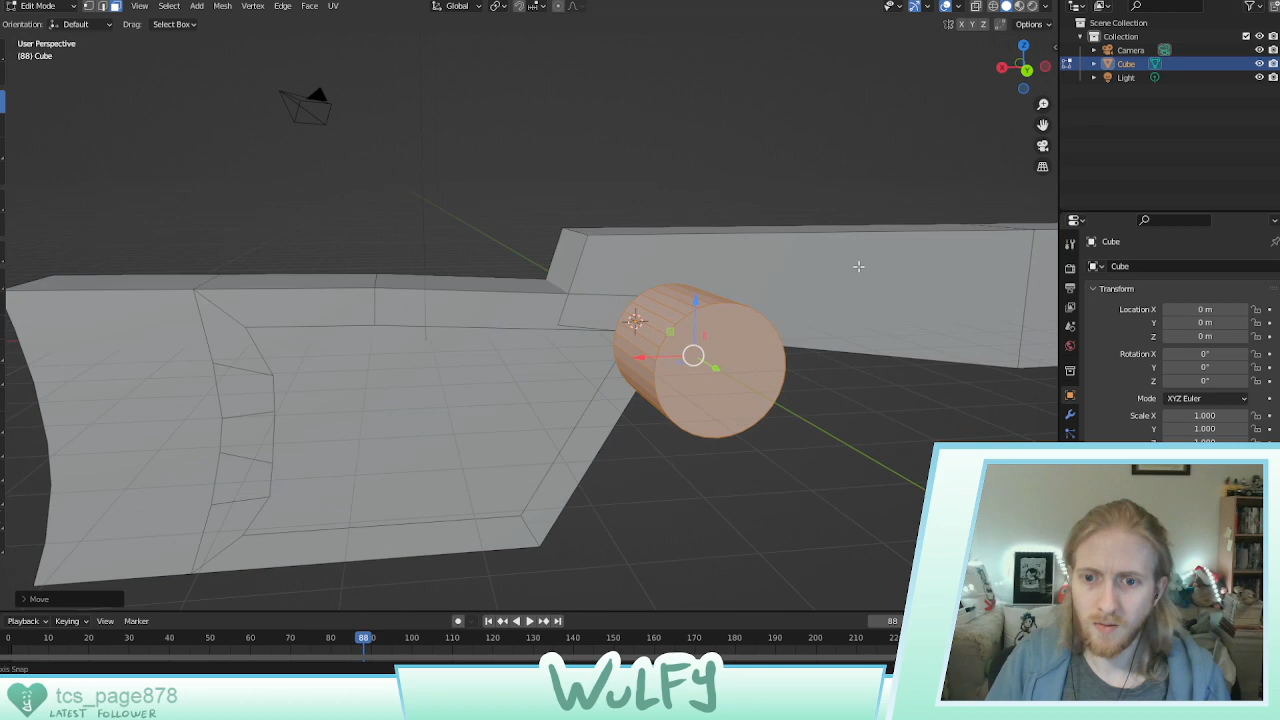 Edit Mode View Select Add Mesh Vertex Edge Face UV Global
Orientation: Default Drag: Select Box X Y Z Options
User Perspective
(88) Cube
Z
X
Y
Scene Collection
Collection
Camera
Cube
Light
Cube
Cube
Transform
Location X 0 m
Y 0 m
Z 0 m
Rotation X 0°
Y 0°
Z 0°
Mode XYZ Euler
Scale X 1.000
Y 1.000
Z 1.000
Move
Playback Keying View Marker 88
0 10 20 30 40 50 60 70 80 88 100 110 120 130 140 150 160 170 180 190 200 210
axis Snap
WULFY
tcs_page878
LATEST FOLLOWER